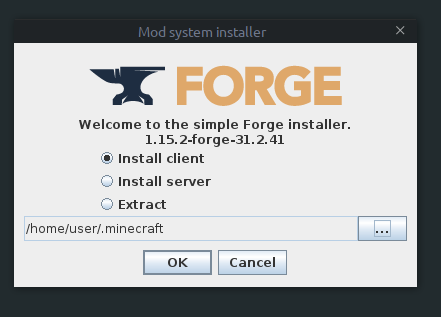 Mod system installer
FORGE
Welcome to the simple Forge installer.
1.15.2-forge-31.2.41
Install client
Install server
Extract
/home/user/.minecraft
...
OK
Cancel